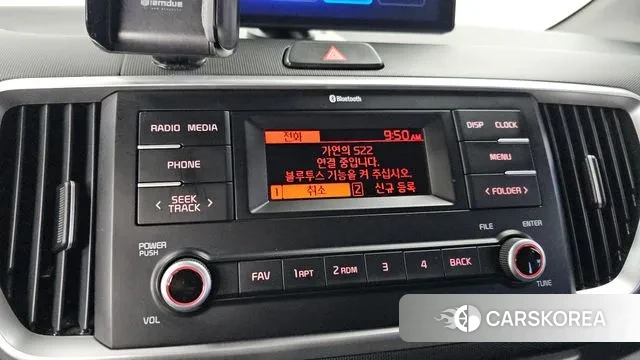 Bluetooth
RADIO MEDIA
PHONE
SEEK
TRACK
전화 9:50 AM
가연의 S22
연결 중입니다.
블루투스 기능을 켜 주십시오.
1 취소 2 신규 등록
DISP CLOCK
MENU
FOLDER
POWER
PUSH
VOL
FAV
1 RPT
2 RDM
3
4
BACK
FILE
ENTER
TUNE
CARSKOREA